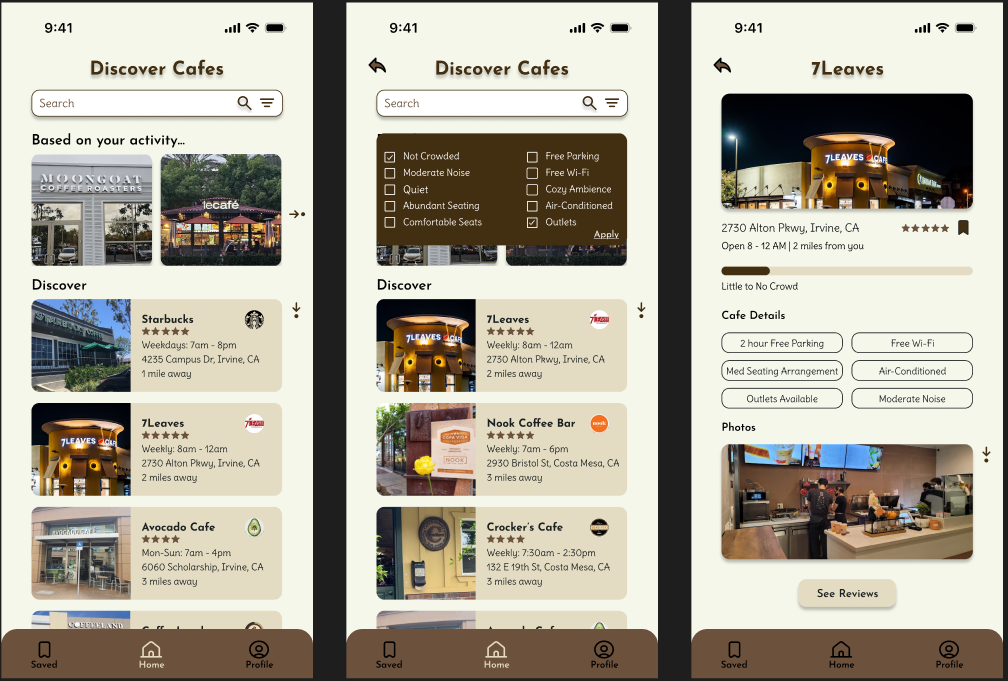 9:41
Discover Cafes
Search
Based on your activity...
MOONGOAT
COFFEE ROASTERS
lecafé
Discover
Starbucks
Weekdays: 7am - 8pm
4235 Campus Dr, Irvine, CA
1 mile away
7LEAVES CAFE
7Leaves
Weekly: 8am - 12am
2730 Alton Pkwy, Irvine, CA
2 miles away
Avocado Cafe
Mon-Sun: 7am - 4pm
6060 Scholarship, Irvine, CA
3 miles away
Saved
Home
Profile
9:41
Discover Cafes
Search
Not Crowded
Moderate Noise
Quiet
Abundant Seating
Comfortable Seats
Free Parking
Free Wi-Fi
Cozy Ambience
Air-Conditioned
Outlets
Apply
Discover
7LEAVES CAFE
7Leaves
Weekly: 8am - 12am
2730 Alton Pkwy, Irvine, CA
2 miles away
NOOK
Nook Coffee Bar
nook
Weekly: 7am - 6pm
2930 Bristol St, Costa Mesa, CA
3 miles away
Crocker's Cafe
Weekly: 7:30am - 2:30pm
132 E 19th St, Costa Mesa, CA
3 miles away
Saved
Home
Profile
9:41
7Leaves
7LEAVES CAFE
2730 Alton Pkwy, Irvine, CA
Open 8 - 12 AM | 2 miles from you
Little to No Crowd
Cafe Details
2 hour Free Parking
Free Wi-Fi
Med Seating Arrangement
Air-Conditioned
Outlets Available
Moderate Noise
Photos
See Reviews
Saved
Home
Profile